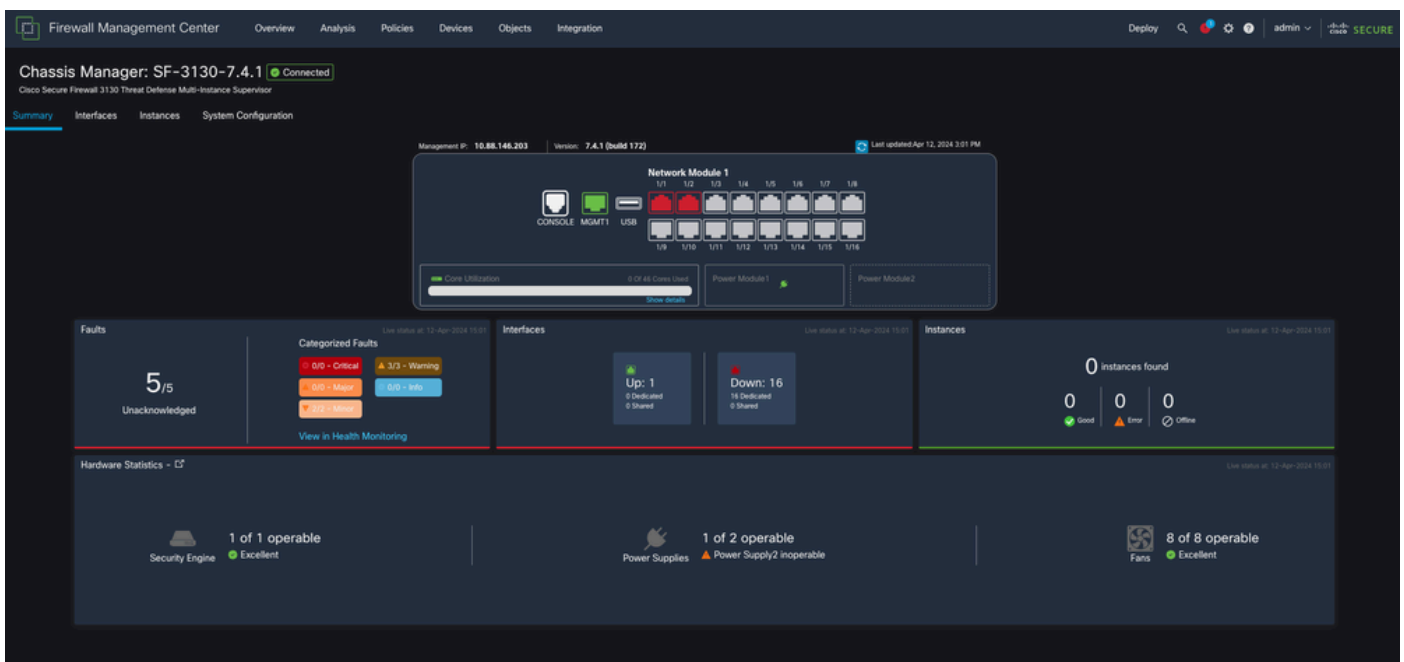 Firewall Management Center Overview Analysis Policies Devices Objects Integration Deploy admin cisco SECURE
Chassis Manager: SF-3130-7.4.1 Connected
Cisco Secure Firewall 3130 Threat Defense Multi-Instance Supervisor
Summary Interfaces Instances System Configuration
Management IP: 10.88.146.203 Version: 7.4.1 (build 172) Last updated:Apr 12, 2024 3:01 PM
Network Module 1
1/1 1/2 1/3 1/4 1/5 1/6 1/7 1/8
CONSOLE MGMT1 USB
1/9 1/10 1/11 1/12 1/13 1/14 1/15 1/16
Core Utilization 0 Of 46 Cores Used
Show details
Power Module1
Power Module2
Faults Live status at: 12-Apr-2024 15:01
5/5
Unacknowledged
Categorized Faults
0/0 - Critical 3/3 - Warning
0/0 - Major 0/0 - Info
2/2 - Minor
View in Health Monitoring
Interfaces Live status at: 12-Apr-2024 15:01
Up: 1
0 Dedicated
0 Shared
Down: 16
16 Dedicated
0 Shared
Instances Live status at: 12-Apr-2024 15:01
0 instances found
0 0 0
Good Error Offline
Hardware Statistics - Live status at: 12-Apr-2024 15:01
Security Engine
1 of 1 operable
Excellent
Power Supplies
1 of 2 operable
Power Supply2 inoperable
Fans
8 of 8 operable
Excellent